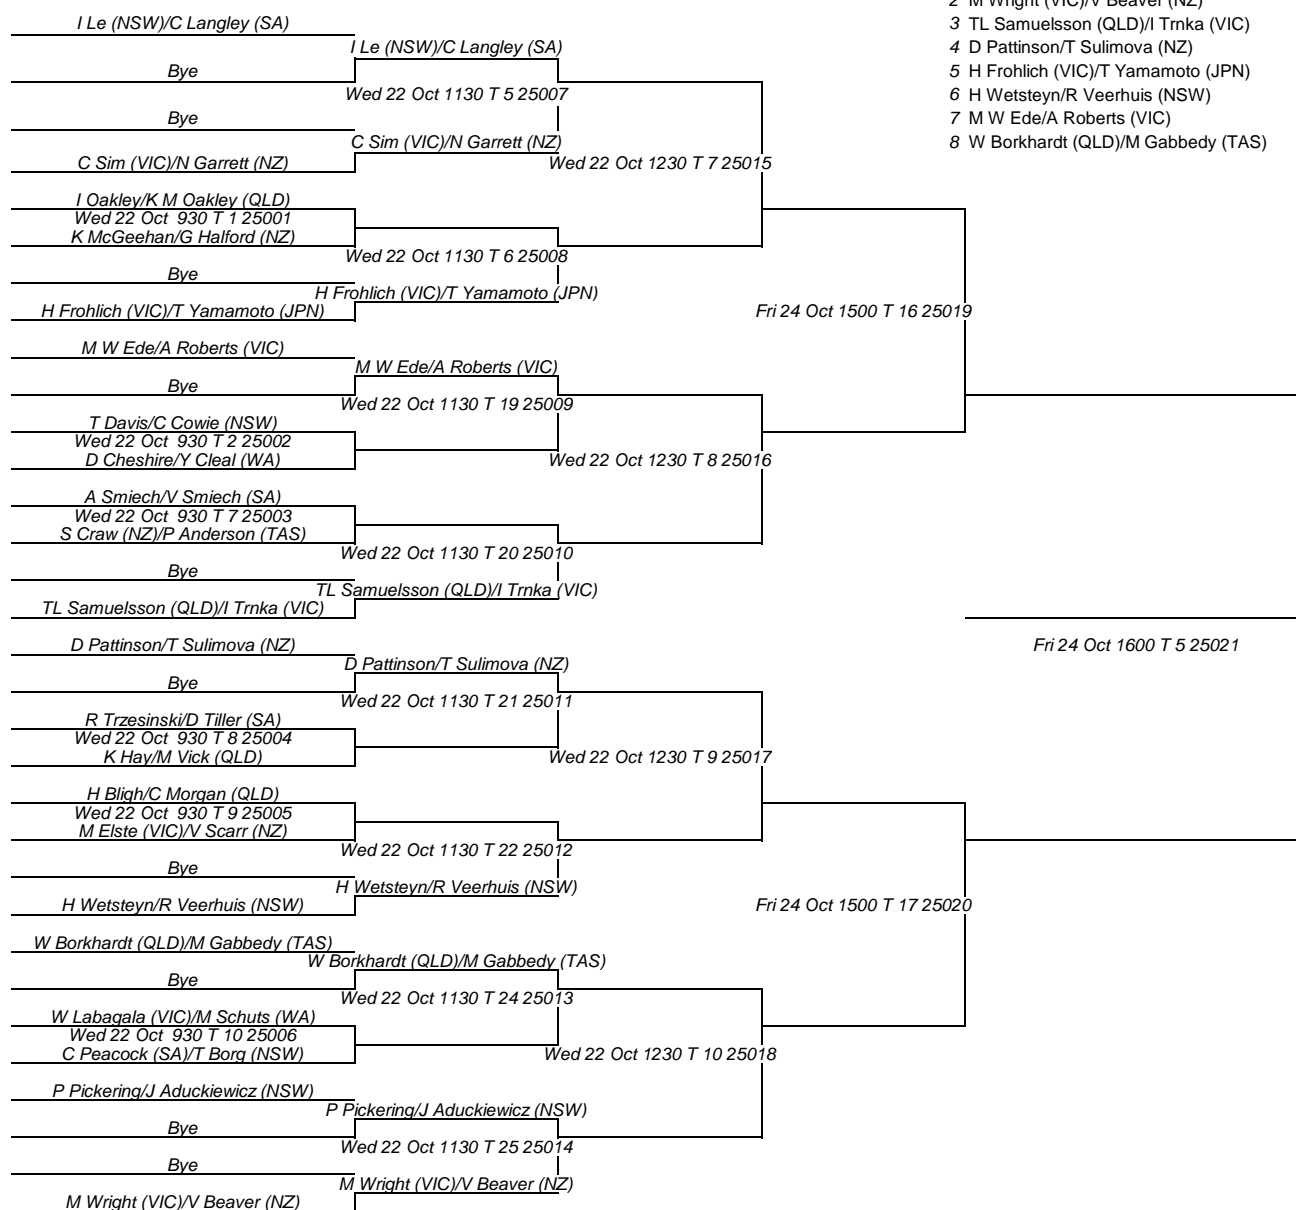 2 M Wright (VIC)/V Beaver (NZ)
I Le (NSW)/C Langley (SA)
3 TL Samuelsson (QLD)/I Trnka (VIC)
I Le (NSW)/C Langley (SA)
4 D Pattinson/T Sulimova (NZ)
Bye
5 H Frohlich (VIC)/T Yamamoto (JPN)
Wed 22 Oct 1130 T 5 25007
6 H Wetsteyn/R Veerhuis (NSW)
Bye
7 M W Ede/A Roberts (VIC)
C Sim (VIC)/N Garrett (NZ)
8 W Borkhardt (QLD)/M Gabbedy (TAS)
C Sim (VIC)/N Garrett (NZ)
Wed 22 Oct 1230 T 7 25015
I Oakley/K M Oakley (QLD)
Wed 22 Oct 930 T 1 25001
K McGeehan/G Halford (NZ)
Wed 22 Oct 1130 T 6 25008
Bye
H Frohlich (VIC)/T Yamamoto (JPN)
H Frohlich (VIC)/T Yamamoto (JPN)
Fri 24 Oct 1500 T 16 25019
M W Ede/A Roberts (VIC)
M W Ede/A Roberts (VIC)
Bye
Wed 22 Oct 1130 T 19 25009
T Davis/C Cowie (NSW)
Wed 22 Oct 930 T 2 25002
D Cheshire/Y Cleal (WA)
Wed 22 Oct 1230 T 8 25016
A Smiech/V Smiech (SA)
Wed 22 Oct 930 T 7 25003
S Craw (NZ)/P Anderson (TAS)
Wed 22 Oct 1130 T 20 25010
Bye
TL Samuelsson (QLD)/I Trnka (VIC)
TL Samuelsson (QLD)/I Trnka (VIC)
D Pattinson/T Sulimova (NZ)
Fri 24 Oct 1600 T 5 25021
D Pattinson/T Sulimova (NZ)
Bye
Wed 22 Oct 1130 T 21 25011
R Trzesinski/D Tiller (SA)
Wed 22 Oct 930 T 8 25004
K Hay/M Vick (QLD)
Wed 22 Oct 1230 T 9 25017
H Bligh/C Morgan (QLD)
Wed 22 Oct 930 T 9 25005
M Elste (VIC)/V Scarr (NZ)
Wed 22 Oct 1130 T 22 25012
Bye
H Wetsteyn/R Veerhuis (NSW)
H Wetsteyn/R Veerhuis (NSW)
Fri 24 Oct 1500 T 17 25020
W Borkhardt (QLD)/M Gabbedy (TAS)
W Borkhardt (QLD)/M Gabbedy (TAS)
Bye
Wed 22 Oct 1130 T 24 25013
W Labagala (VIC)/M Schuts (WA)
Wed 22 Oct 930 T 10 25006
C Peacock (SA)/T Borg (NSW)
Wed 22 Oct 1230 T 10 25018
P Pickering/J Aduckiewicz (NSW)
P Pickering/J Aduckiewicz (NSW)
Bye
Wed 22 Oct 1130 T 25 25014
Bye
M Wright (VIC)/V Beaver (NZ)
M Wright (VIC)/V Beaver (NZ)